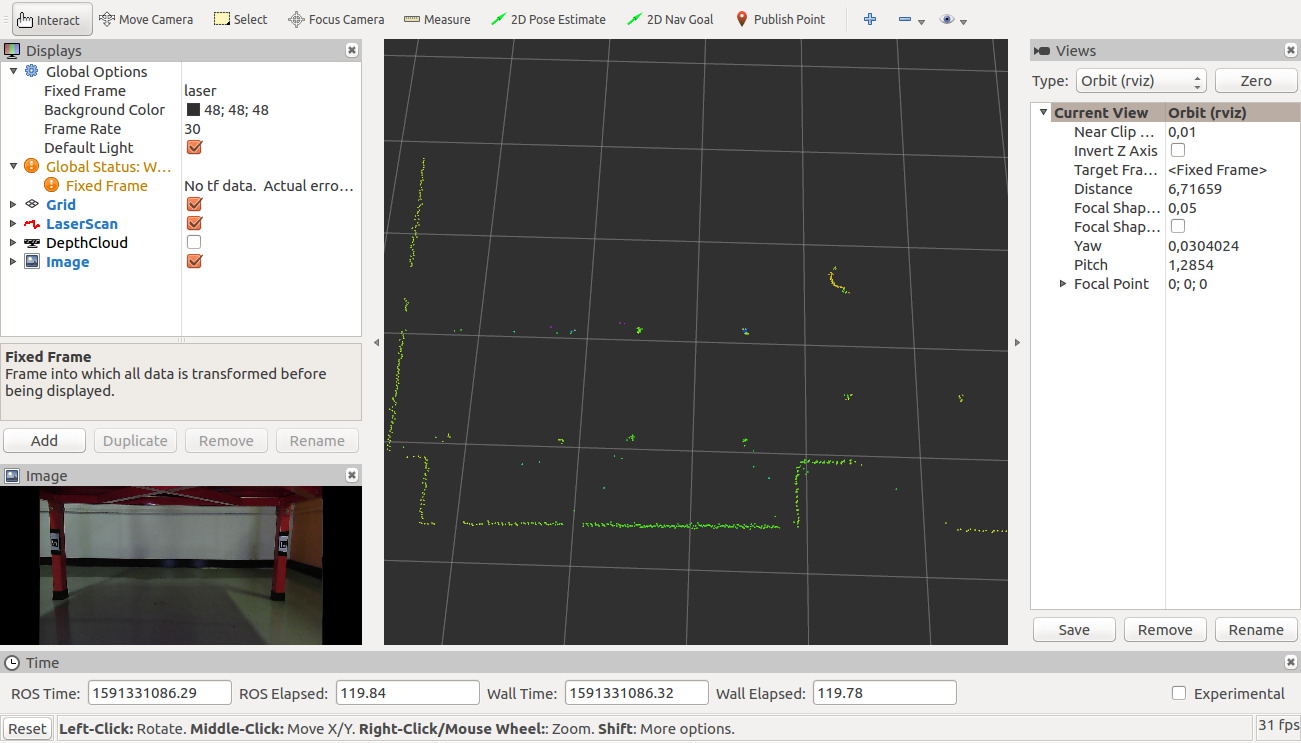 Interact Move Camera Select Focus Camera Measure 2D Pose Estimate 2D Nav Goal Publish Point
Displays
Global Options
Fixed Frame laser
Background Color 48; 48; 48
Frame Rate 30
Default Light
Global Status: W...
Fixed Frame No tf data.  Actual erro...
Grid
LaserScan
DepthCloud
Image
Fixed Frame
Frame into which all data is transformed before
being displayed.
Add Duplicate Remove Rename
Image
Views
Type: Orbit (rviz) Zero
Current View Orbit (rviz)
Near Clip ... 0,01
Invert Z Axis
Target Fra... <Fixed Frame>
Distance 6,71659
Focal Shap... 0,05
Focal Shap...
Yaw 0,0304024
Pitch 1,2854
Focal Point 0; 0; 0
Save Remove Rename
Time
ROS Time: 1591331086.29 ROS Elapsed: 119.84 Wall Time: 1591331086.32 Wall Elapsed: 119.78 Experimental
Reset Left-Click: Rotate. Middle-Click: Move X/Y. Right-Click/Mouse Wheel:: Zoom. Shift: More options. 31 fps